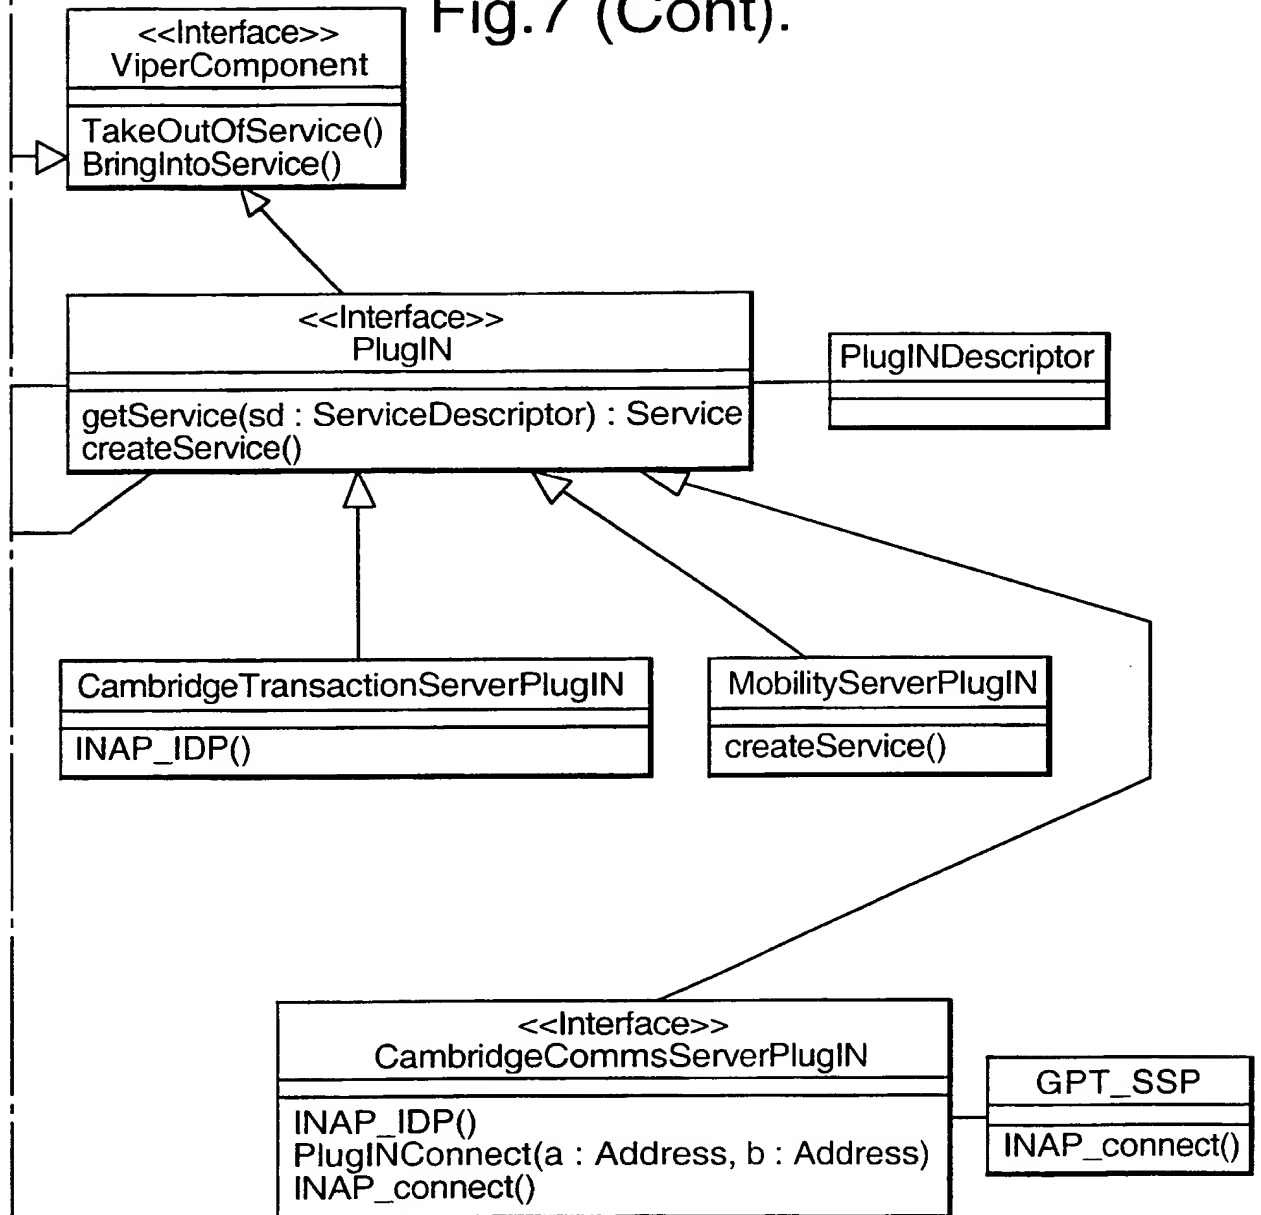 Fig.7 (Cont).
<<Interface>>
ViperComponent
TakeOutOfService()
BringIntoService()
<<Interface>>
PlugIN
getService(sd : ServiceDescriptor) : Service
createService()
PlugINDescriptor
CambridgeTransactionServerPlugIN
INAP_IDP()
MobilityServerPlugIN
createService()
<<Interface>>
CambridgeCommsServerPlugIN
INAP_IDP()
PlugINConnect(a : Address, b : Address)
INAP_connect()
GPT_SSP
INAP_connect()